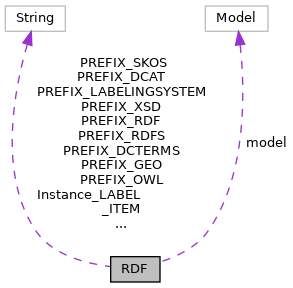 String
Model
PREFIX_SKOS
PREFIX_DCAT
PREFIX_LABELINGSYSTEM
PREFIX_XSD
PREFIX_RDF
PREFIX_RDFS
PREFIX_DCTERMS
PREFIX_GEO
PREFIX_OWL
Instance_LABEL
_ITEM
...
model
RDF